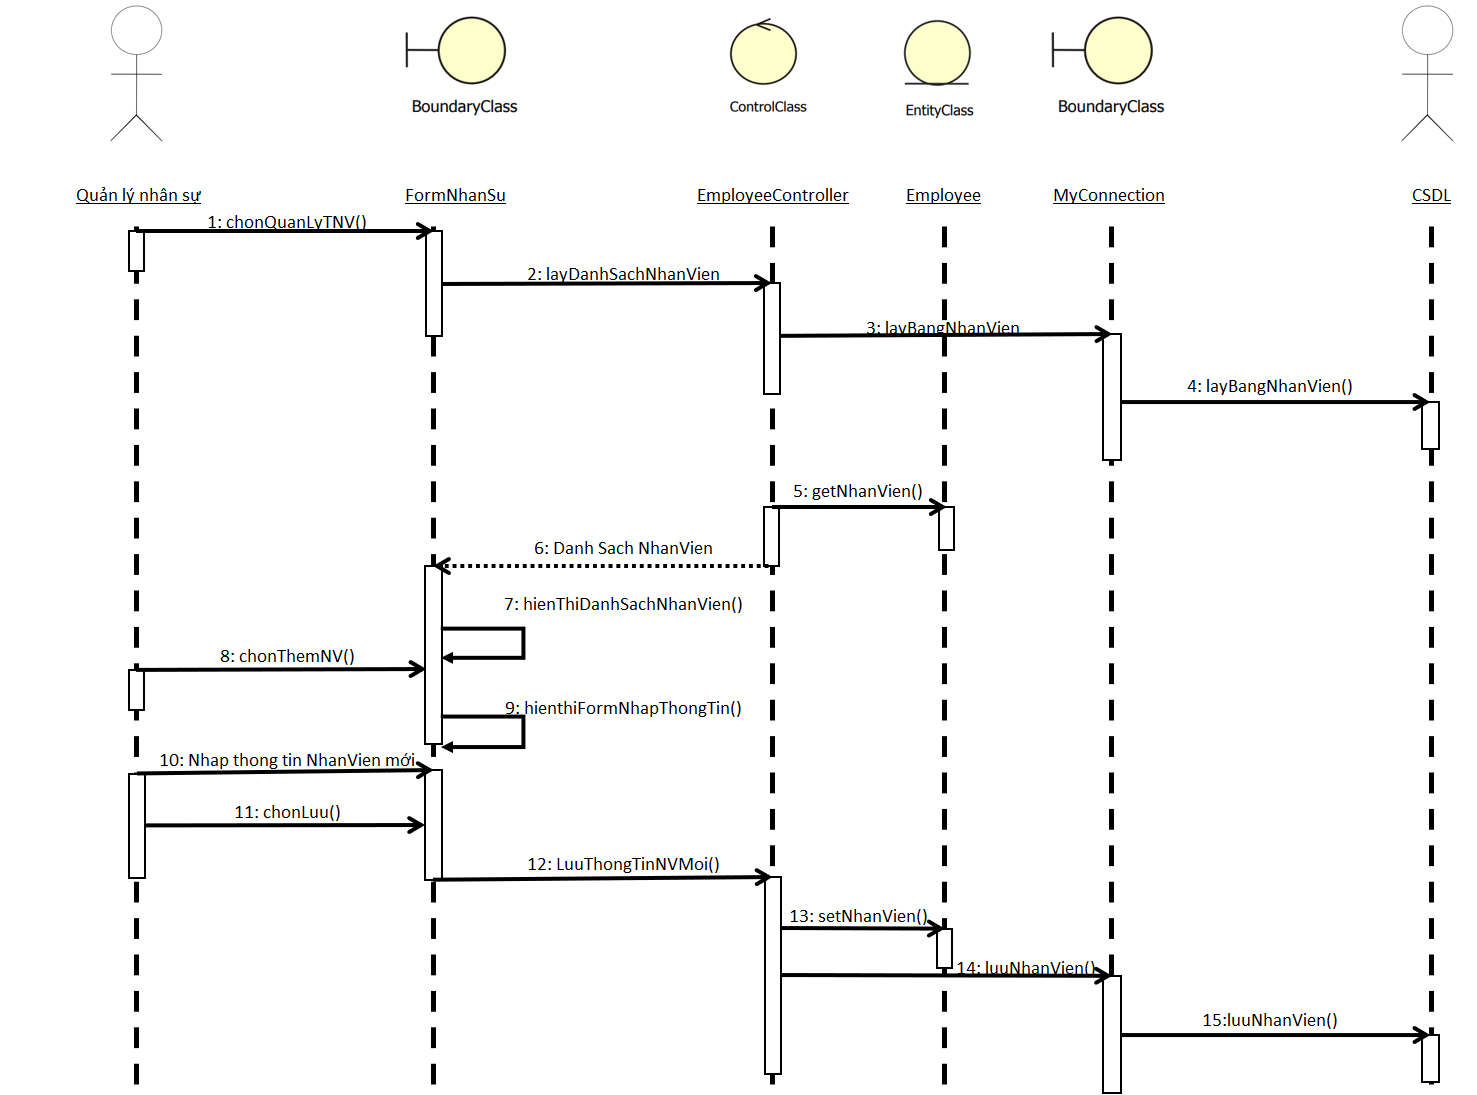 BoundaryClass
ControlClass
EntityClass
BoundaryClass
Quản lý nhân sự
FormNhanSu
EmployeeController
Employee
MyConnection
CSDL
1: chonQuanLyTNV()
2: layDanhSachNhanVien
3: layBangNhanVien
4: layBangNhanVien()
5: getNhanVien()
6: Danh Sach NhanVien
7: hienThiDanhSachNhanVien()
8: chonThemNV()
9: hienthiFormNhapThongTin()
10: Nhap thong tin NhanVien mới
11: chonLuu()
12: LuuThongTinNVMoi()
13: setNhanVien()
14: luuNhanVien()
15:luuNhanVien()